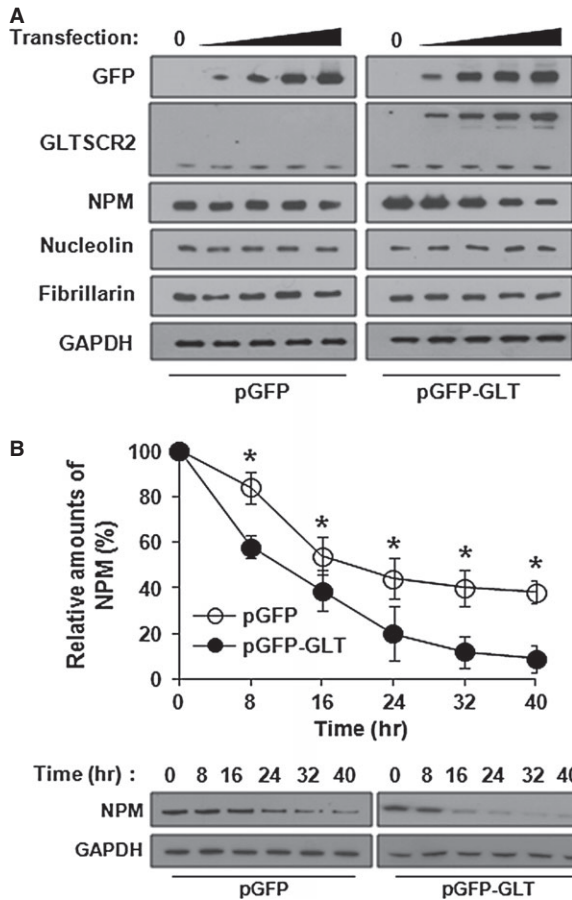 A
Transfection: 0 0
GFP
GLTSCR2
NPM
Nucleolin
Fibrillarin
GAPDH
pGFP pGFP-GLT
B
Relative amounts of
NPM (%)
100
80
60
40
20
0
* * * * *
pGFP
pGFP-GLT
0 8 16 24 32 40
Time (hr)
Time (hr) : 0 8 16 24 32 40 0 8 16 24 32 40
NPM
GAPDH
pGFP pGFP-GLT